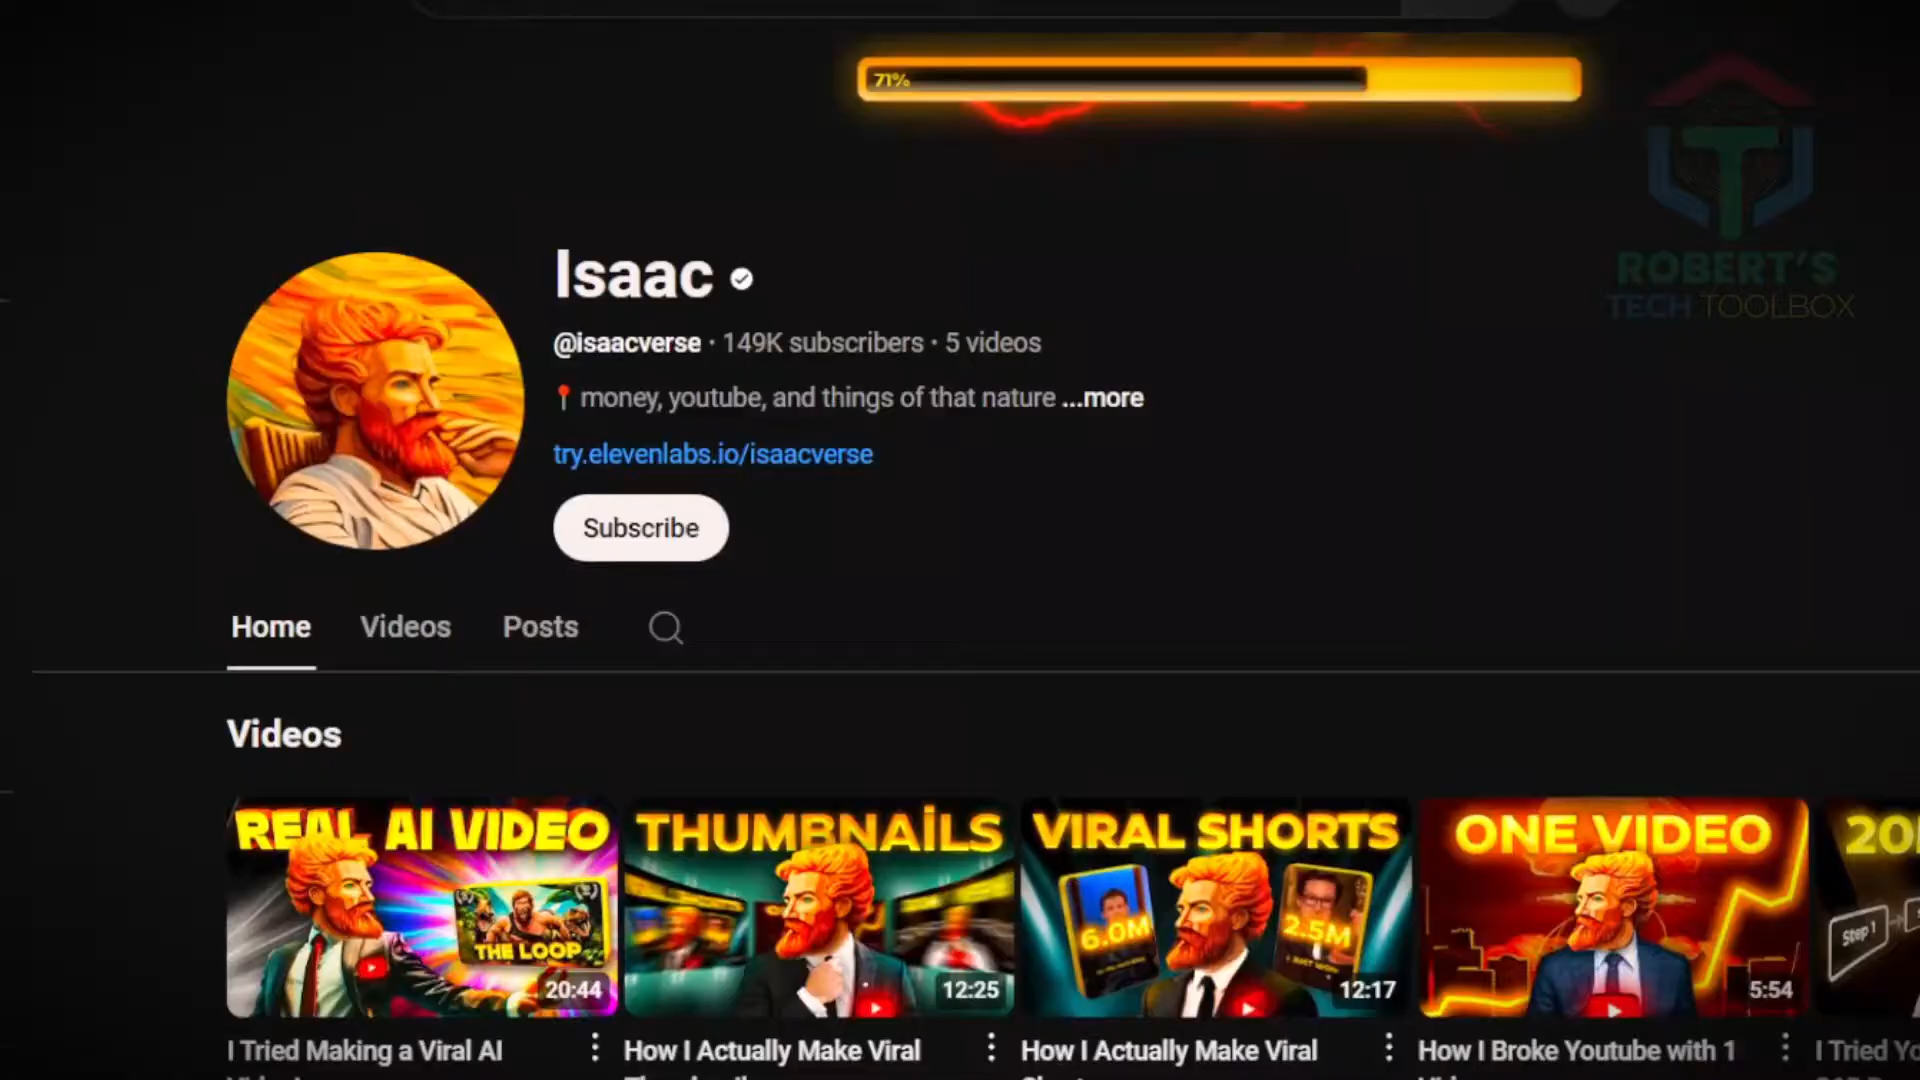 71%
ROBERT'S
TECH TOOLBOX
Isaac
@isaacverse · 149K subscribers · 5 videos
money, youtube, and things of that nature ...more
try.elevenlabs.io/isaacverse
Subscribe
Home Videos Posts
Videos
REAL AI VIDEO
THE LOOP
20:44
THUMBNAiLS
12:25
VIRAL SHORTS
6.0M
2.5M
12:17
ONE VIDEO
5:54
Step 1
I Tried Making a Viral AI
How I Actually Make Viral
How I Actually Make Viral
How I Broke Youtube with 1
I Tried